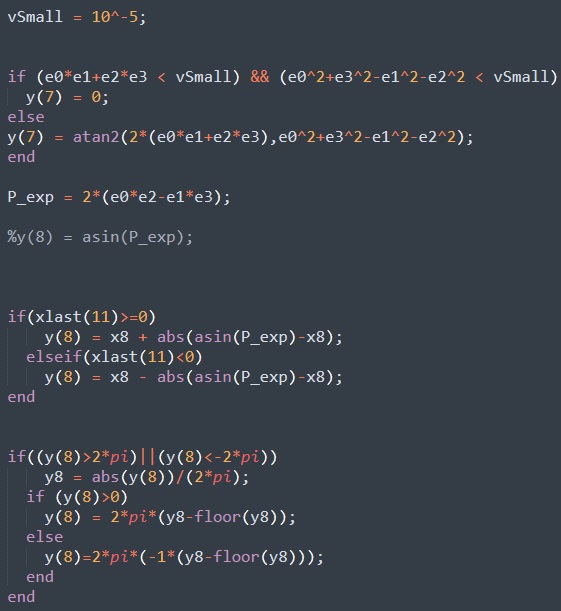 vSmall = 10^-5;
if (e0*e1+e2*e3 < vSmall) && (e0^2+e3^2-e1^2-e2^2 < vSmall)
y(7) = 0;
else
y(7) = atan2(2*(e0*e1+e2*e3),e0^2+e3^2-e1^2-e2^2);
end
P_exp = 2*(e0*e2-e1*e3);
%y(8) = asin(P_exp);
if(xlast(11)>=0)
y(8) = x8 + abs(asin(P_exp)-x8);
elseif(xlast(11)<0)
y(8) = x8 - abs(asin(P_exp)-x8);
end
if((y(8)>2*pi)||(y(8)<-2*pi))
y8 = abs(y(8))/(2*pi);
if (y(8)>0)
y(8) = 2*pi*(y8-floor(y8));
else
y(8)=2*pi*(-1*(y8-floor(y8)));
end
end